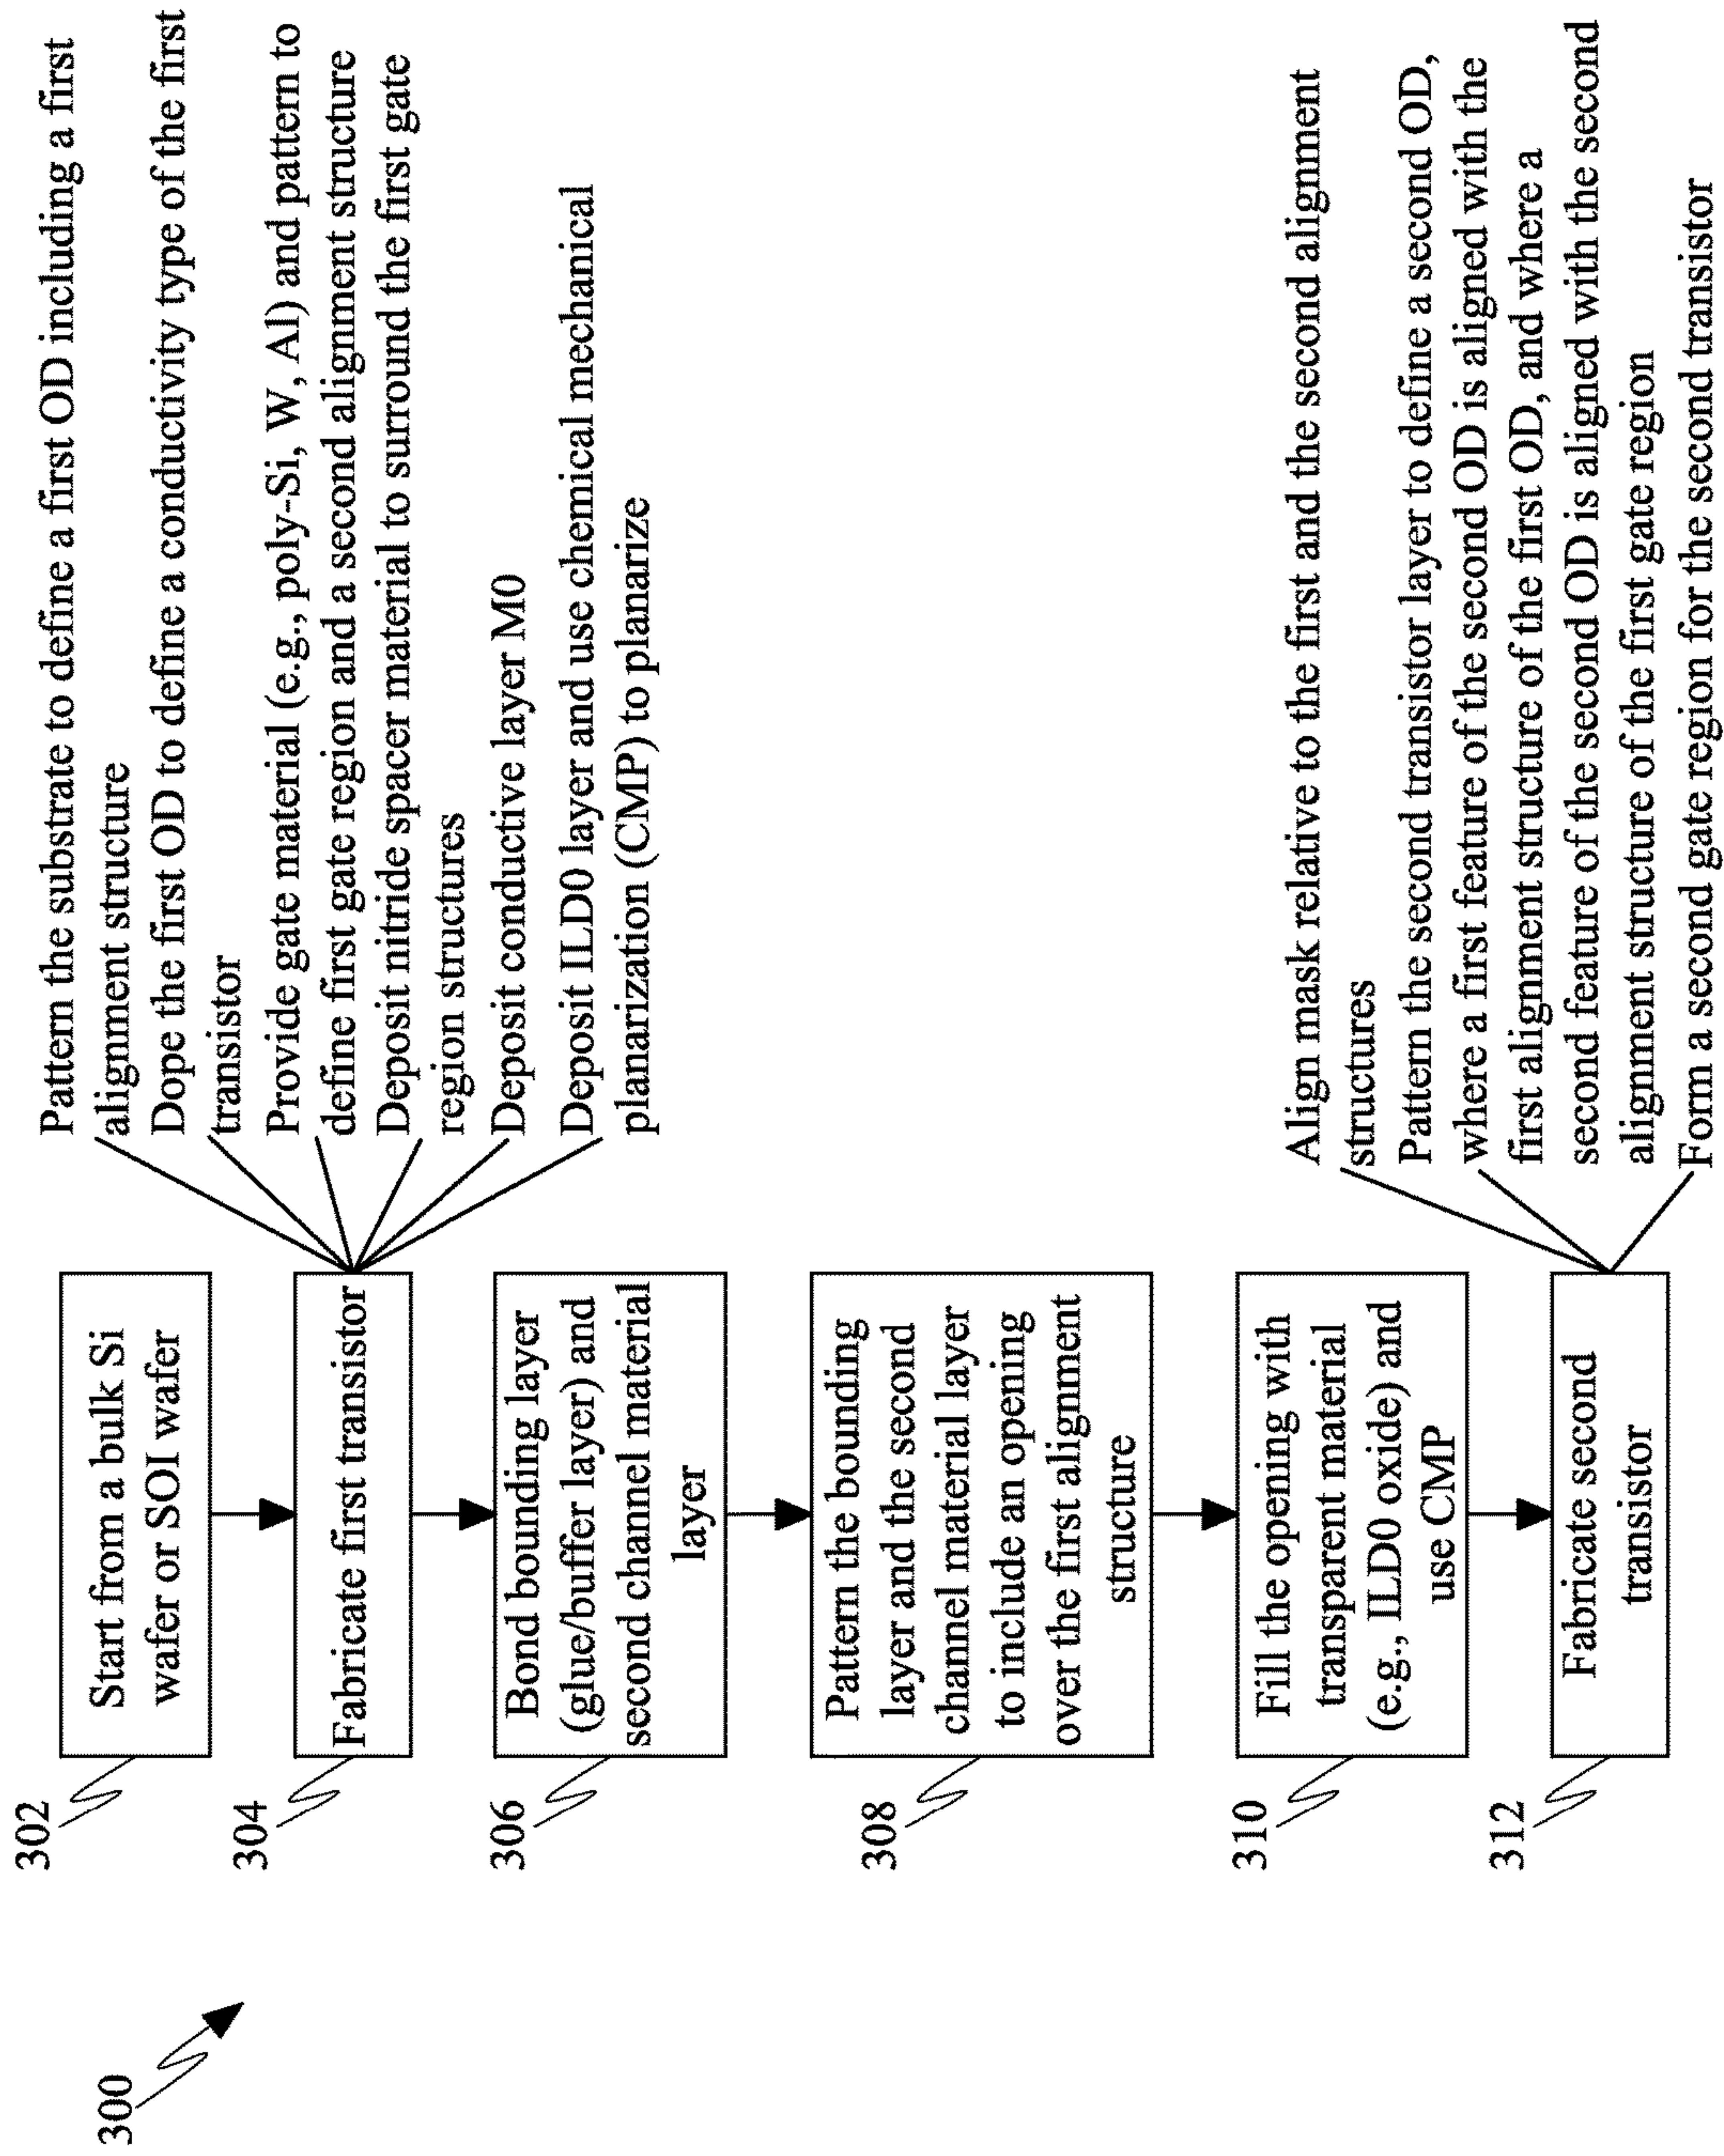 300
302
Start from a bulk Si
wafer or SOI wafer
304
Fabricate first transistor
Pattern the substrate to define a first OD including a first
alignment structure
Dope the first OD to define a conductivity type of the first
transistor
Provide gate material (e.g., poly-Si, W, Al) and pattern to
define first gate region and a second alignment structure
Deposit nitride spacer material to surround the first gate
region structures
Deposit conductive layer M0
Deposit ILD0 layer and use chemical mechanical
planarization (CMP) to planarize
306
Bond bounding layer
(glue/buffer layer) and
second channel material
layer
308
Pattern the bounding
layer and the second
channel material layer
to include an opening
over the first alignment
structure
310
Fill the opening with
transparent material
(e.g., ILD0 oxide) and
use CMP
312
Fabricate second
transistor
Align mask relative to the first and the second alignment
structures
Pattern the second transistor layer to define a second OD,
where a first feature of the second OD is aligned with the
first alignment structure of the first OD, and where a
second feature of the second OD is aligned with the second
alignment structure of the first gate region
Form a second gate region for the second transistor